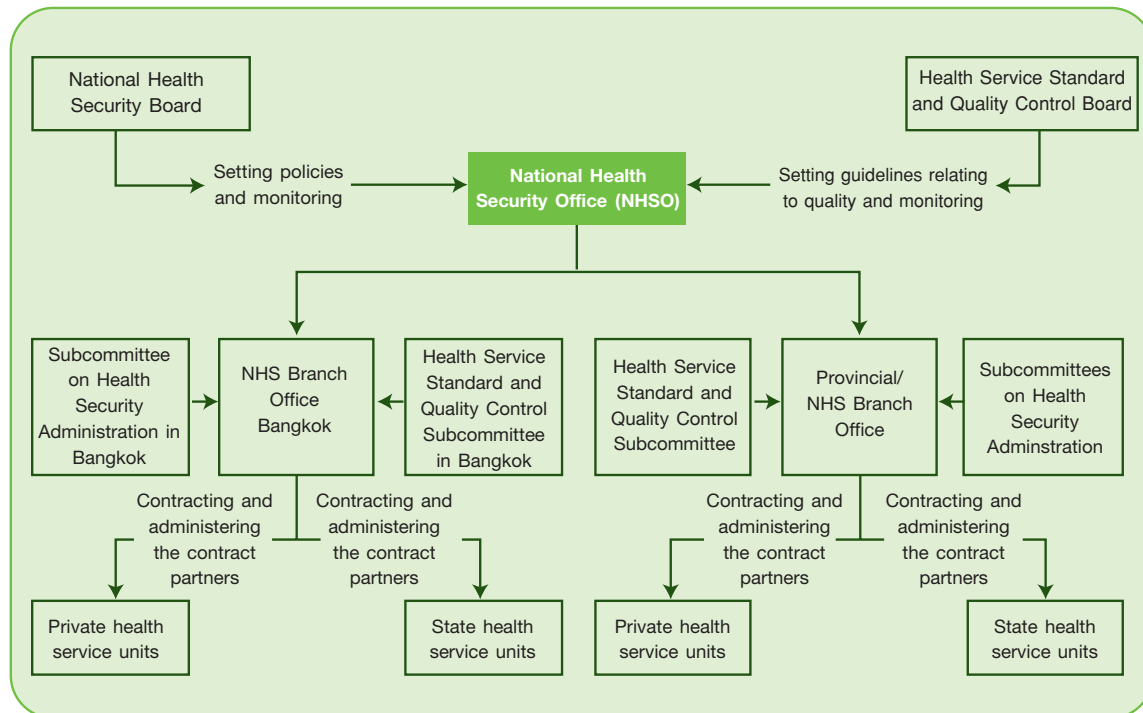 National Health
Security Board
Health Service Standard
and Quality Control Board
Setting policies
and monitoring
National Health
Security Office (NHSO)
Setting guidelines relating
to quality and monitoring
Subcommittee
on Health
Security
Administration in
Bangkok
NHS Branch
Office
Bangkok
Health Service
Standard and
Quality Control
Subcommittee
in Bangkok
Health Service
Standard and
Quality Control
Subcommittee
Provincial/
NHS Branch
Office
Subcommittees
on Health
Security
Adminstration
Contracting and
administering
the contract
partners
Contracting and
administering
the contract
partners
Contracting and
administering
the contract
partners
Contracting and
administering
the contract
partners
Private health
service units
State health
service units
Private health
service units
State health
service units